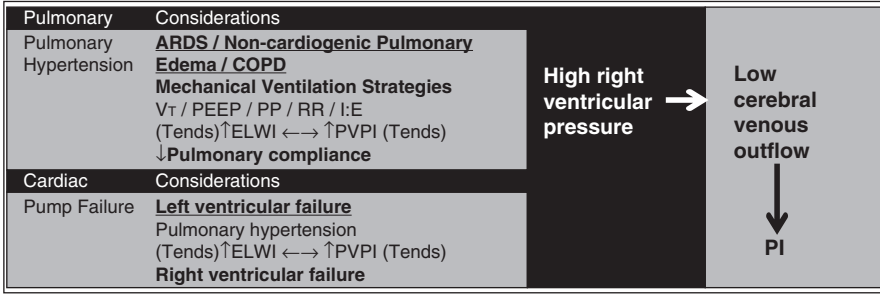 Pulmonary Considerations
Pulmonary Hypertension
ARDS / Non-cardiogenic Pulmonary
Edema / COPD
Mechanical Ventilation Strategies
VT / PEEP / PP / RR / I:E
(Tends)↑ELWI ←→ ↑PVPI (Tends)
↓Pulmonary compliance
Cardiac Considerations
Pump Failure Left ventricular failure
Pulmonary hypertension
(Tends)↑ELWI ←→ ↑PVPI (Tends)
Right ventricular failure
High right
ventricular →
pressure
Low
cerebral
venous
outflow
↓
PI